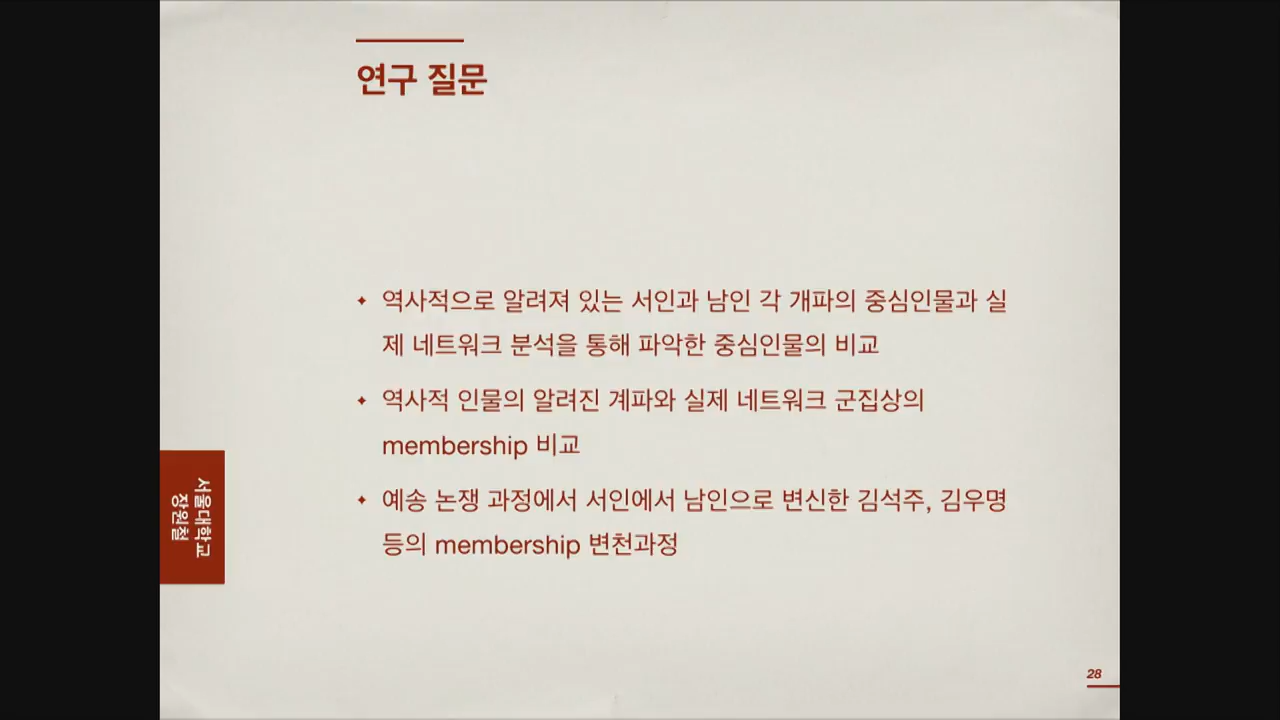 연구 질문
역사적으로 알려져 있는 서인과 남인 각 개파의 중심인물과 실
제 네트워크 분석을 통해 파악한 중심인물의 비교
역사적 인물의 알려진 계파와 실제 네트워크 군집상의
membership 비교
예송 논쟁 과정에서 서인에서 남인으로 변신한 김석주, 김우명
등의 membership 변천과정
서울대학교
장원철
28